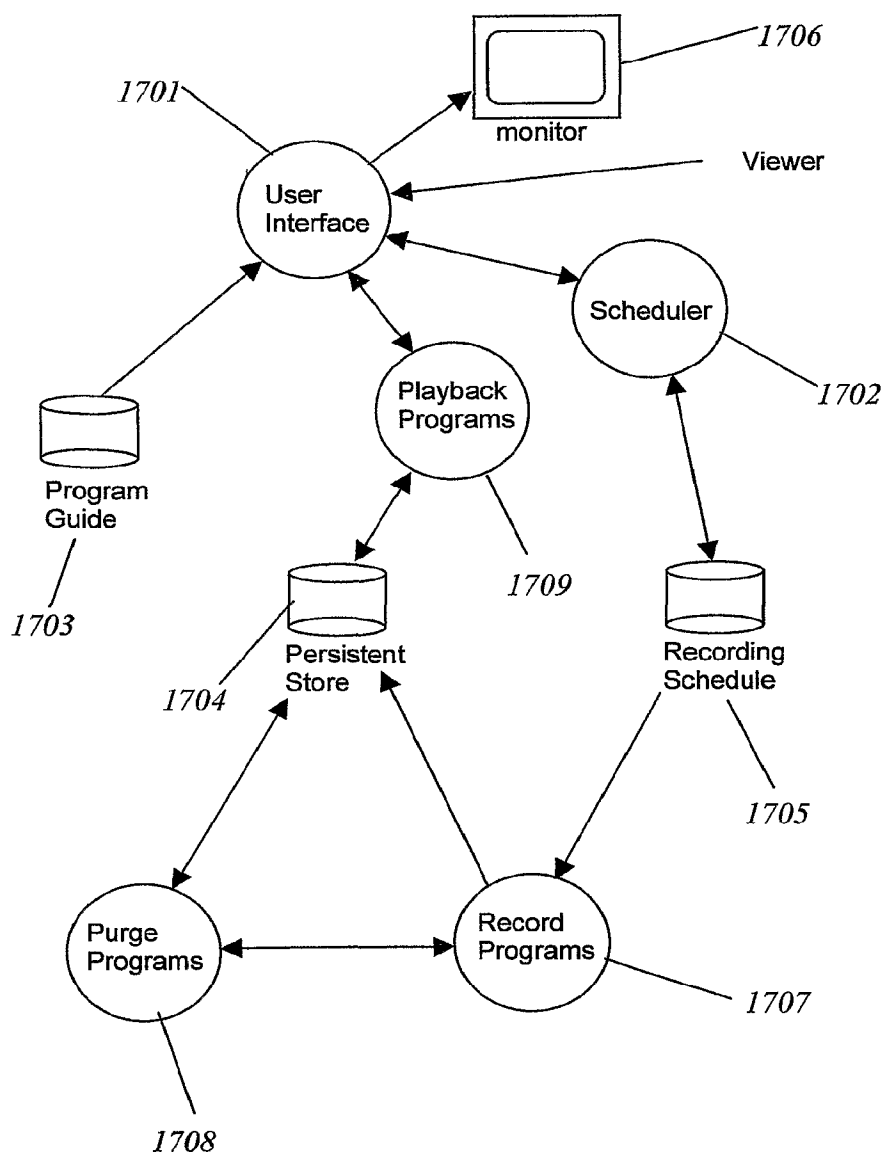 1706
1701
monitor
Viewer
User
Interface
Scheduler
Playback
Programs
1702
Program
Guide
1709
1703
Persistent
Store
Recording
Schedule
1704
1705
Purge
Programs
Record
Programs
1707
1708